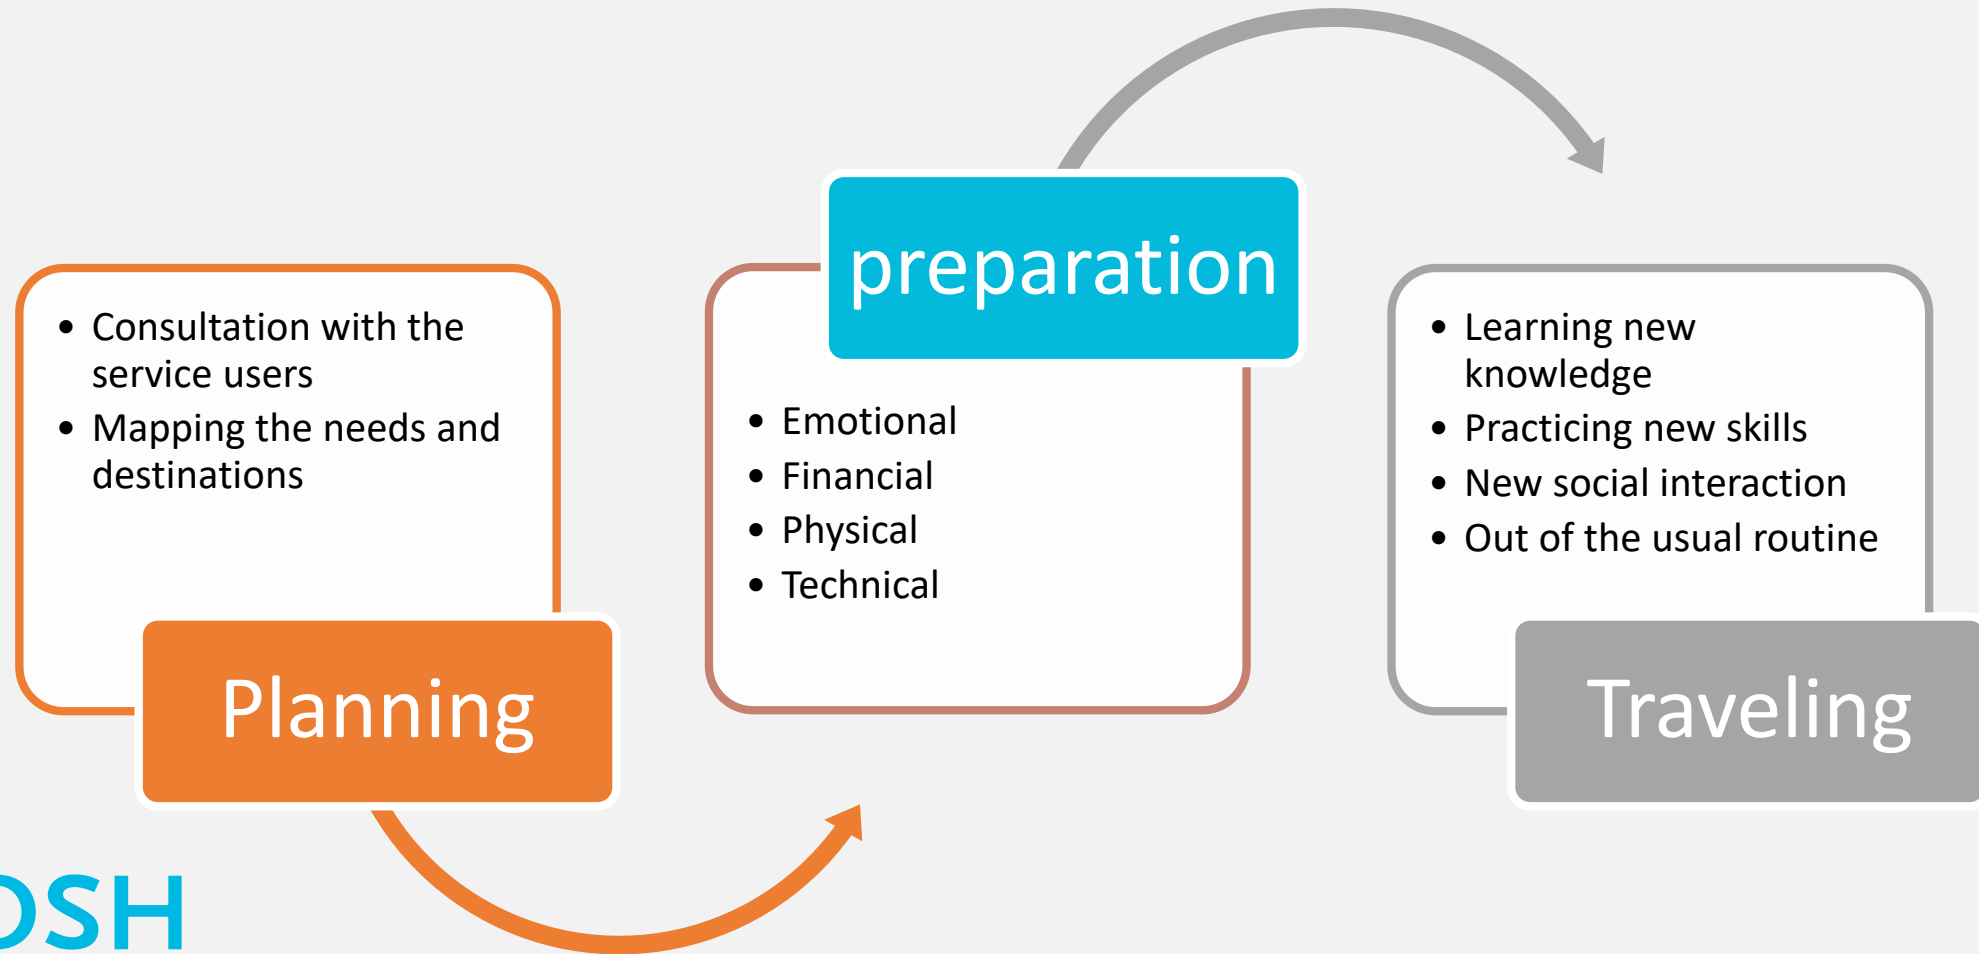 • Consultation with the
service users
• Mapping the needs and
destinations
Planning
preparation
• Emotional
• Financial
• Physical
• Technical
• Learning new
knowledge
• Practicing new skills
• New social interaction
• Out of the usual routine
Traveling